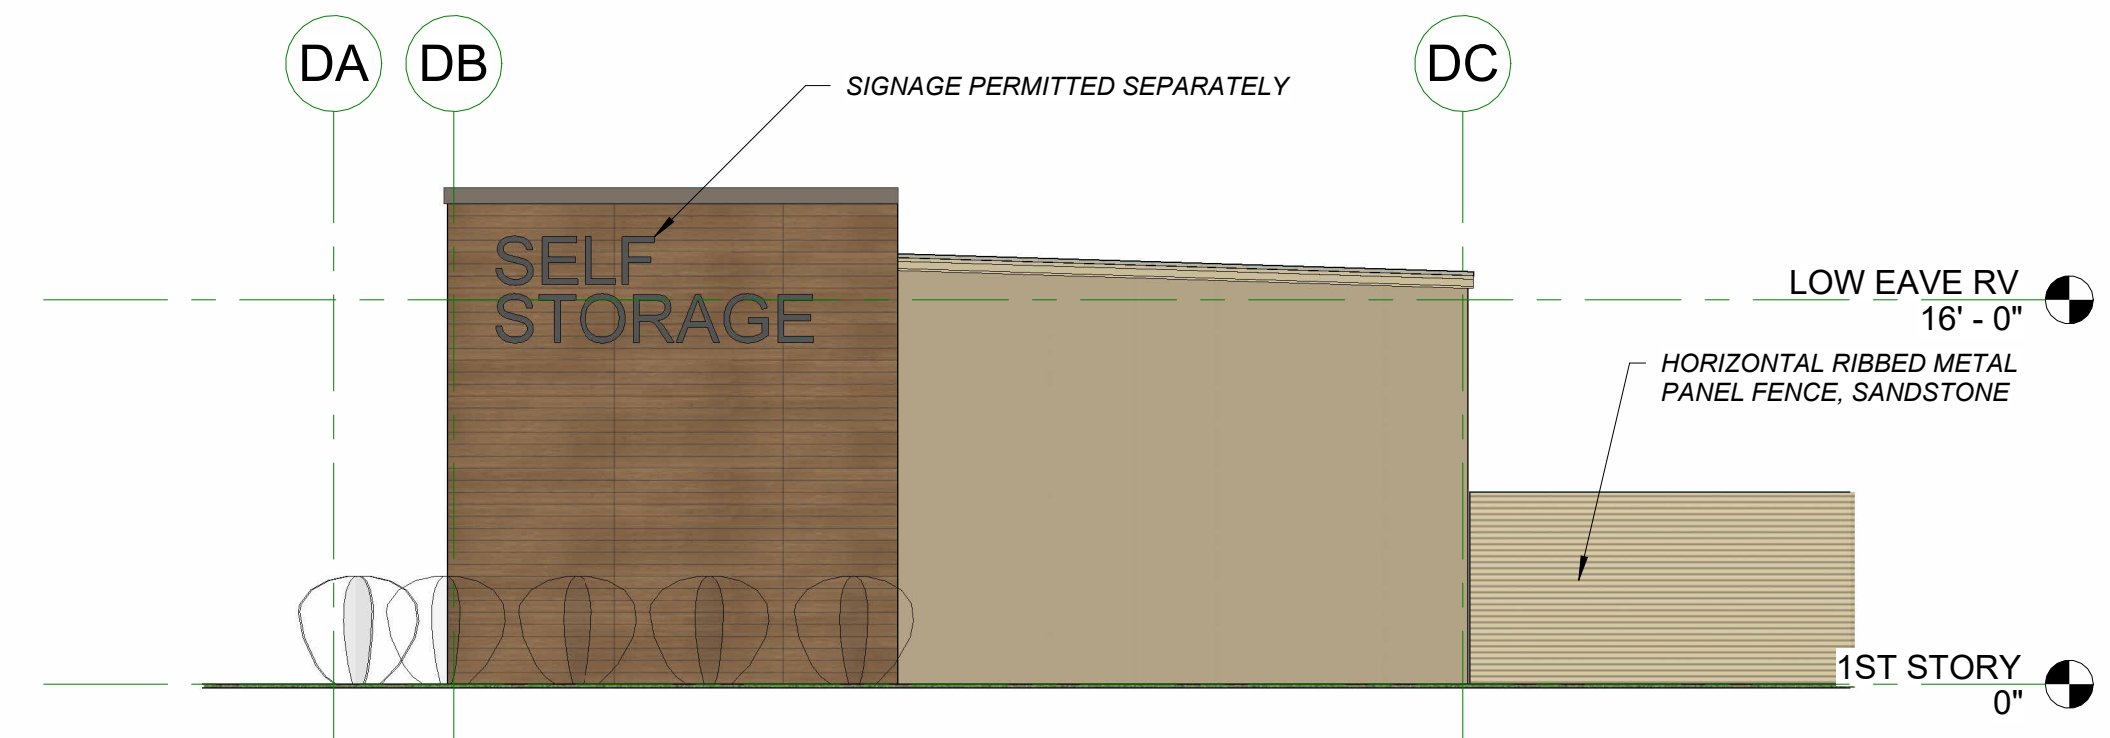 DA
DB
DC
SIGNAGE PERMITTED SEPARATELY
SELF
STORAGE
LOW EAVE RV
16' - 0"
HORIZONTAL RIBBED METAL
PANEL FENCE, SANDSTONE
1ST STORY
0"